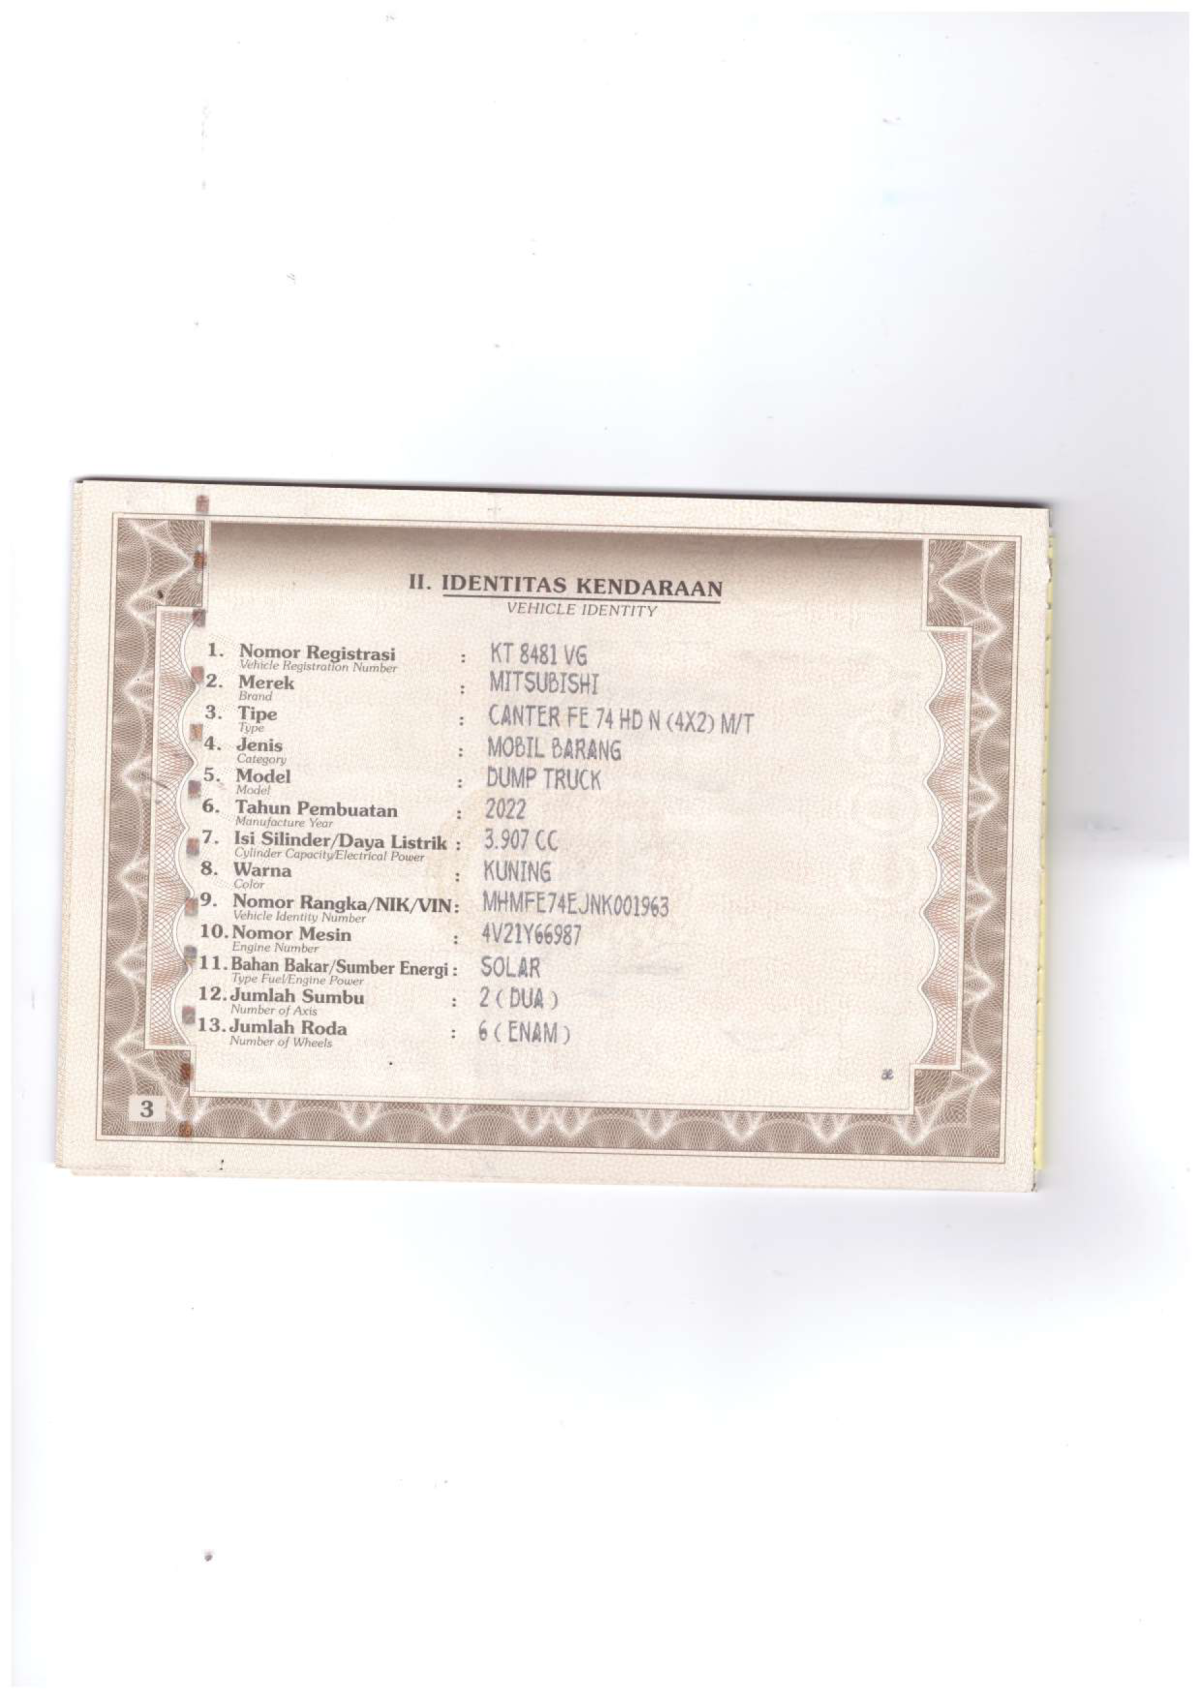 II. IDENTITAS KENDARAAN
VEHICLE IDENTITY
1. Nomor Registrasi : KT 8481 VG
Vehicle Registration Number
2. Merek : MITSUBISHI
Brand
3. Tipe : CANTER FE 74 HD N (4X2) M/T
Type
4. Jenis : MOBIL BARANG
Category
5. Model : DUMP TRUCK
Model
6. Tahun Pembuatan : 2022
Manufacture Year
7. Isi Silinder/Daya Listrik : 3.907 CC
Cylinder Capacity/Electrical Power
8. Warna : KUNING
Color
9. Nomor Rangka/NIK/VIN : MHMFE74EJNK001963
Vehicle Identity Number
10. Nomor Mesin : 4V21Y66987
Engine Number
11. Bahan Bakar/Sumber Energi : SOLAR
Type Fuel/Engine Power
12. Jumlah Sumbu : 2 ( DUA )
Number of Axis
13. Jumlah Roda : 6 ( ENAM )
Number of Wheels
3